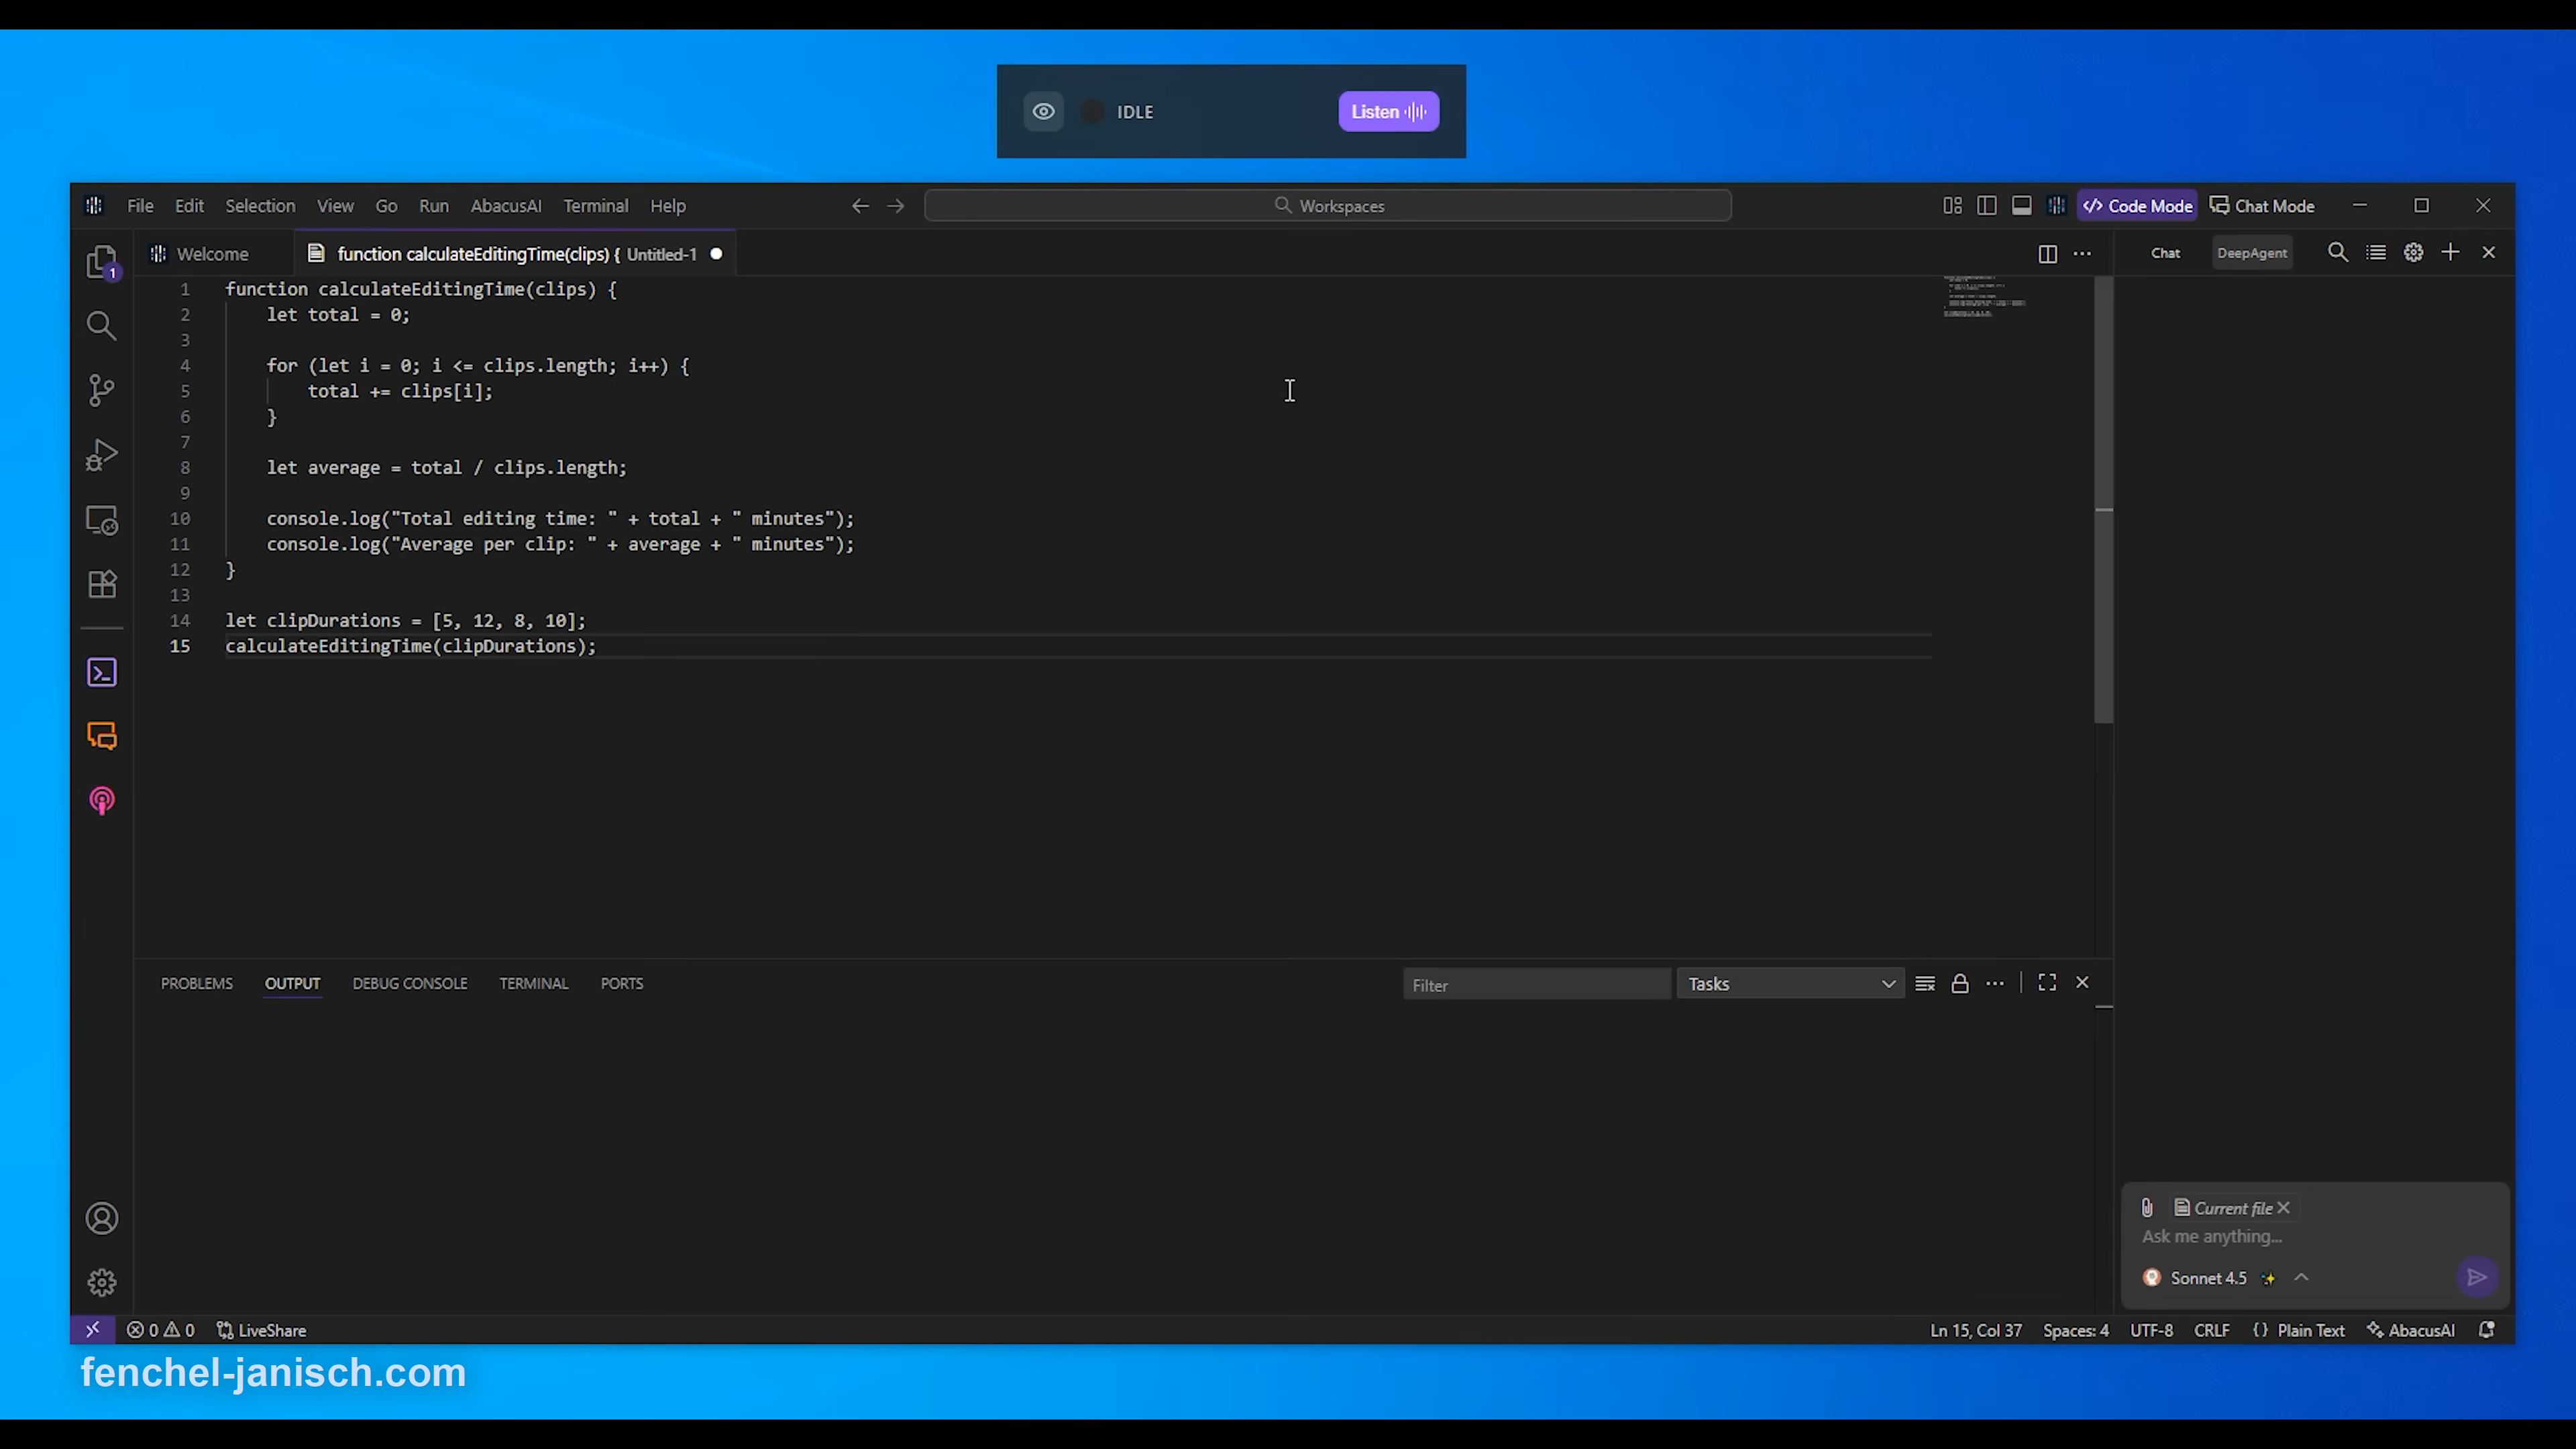 IDLE
Listen
File Edit Selection View Go Run AbacusAI Terminal Help
Workspaces
Code Mode
Chat Mode
1
Welcome
function calculateEditingTime(clips) { Untitled-1
Chat
DeepAgent
1 function calculateEditingTime(clips) {
2     let total = 0;
3
4     for (let i = 0; i <= clips.length; i++) {
5         total += clips[i];
6     }
7
8     let average = total / clips.length;
9
10     console.log("Total editing time: " + total + " minutes");
11     console.log("Average per clip: " + average + " minutes");
12 }
13
14 let clipDurations = [5, 12, 8, 10];
15 calculateEditingTime(clipDurations);
PROBLEMS OUTPUT DEBUG CONSOLE TERMINAL PORTS
Filter
Tasks
Current file
Ask me anything...
Sonnet 4.5
0 0 LiveShare
Ln 15, Col 37 Spaces: 4 UTF-8 CRLF {} Plain Text AbacusAI
fenchel-janisch.com